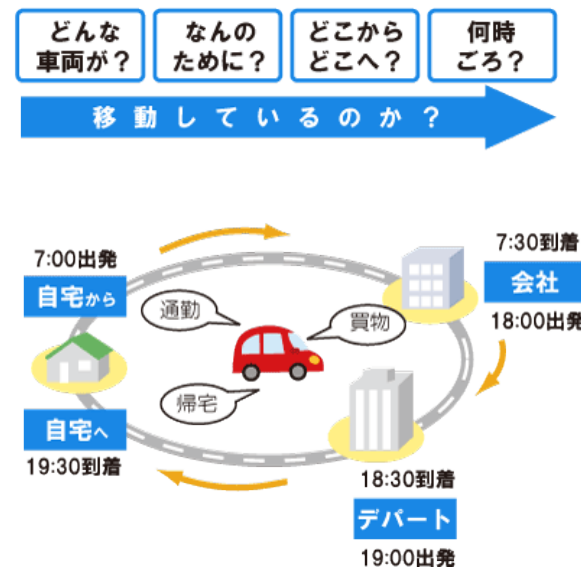 どんな
車両が？
なんの
ために？
どこから
どこへ？
何時
ごろ？
移動しているのか？
7:00出発
自宅から
通勤
買物
帰宅
7:30到着
会社
18:00出発
自宅へ
19:30到着
18:30到着
デパート
19:00出発